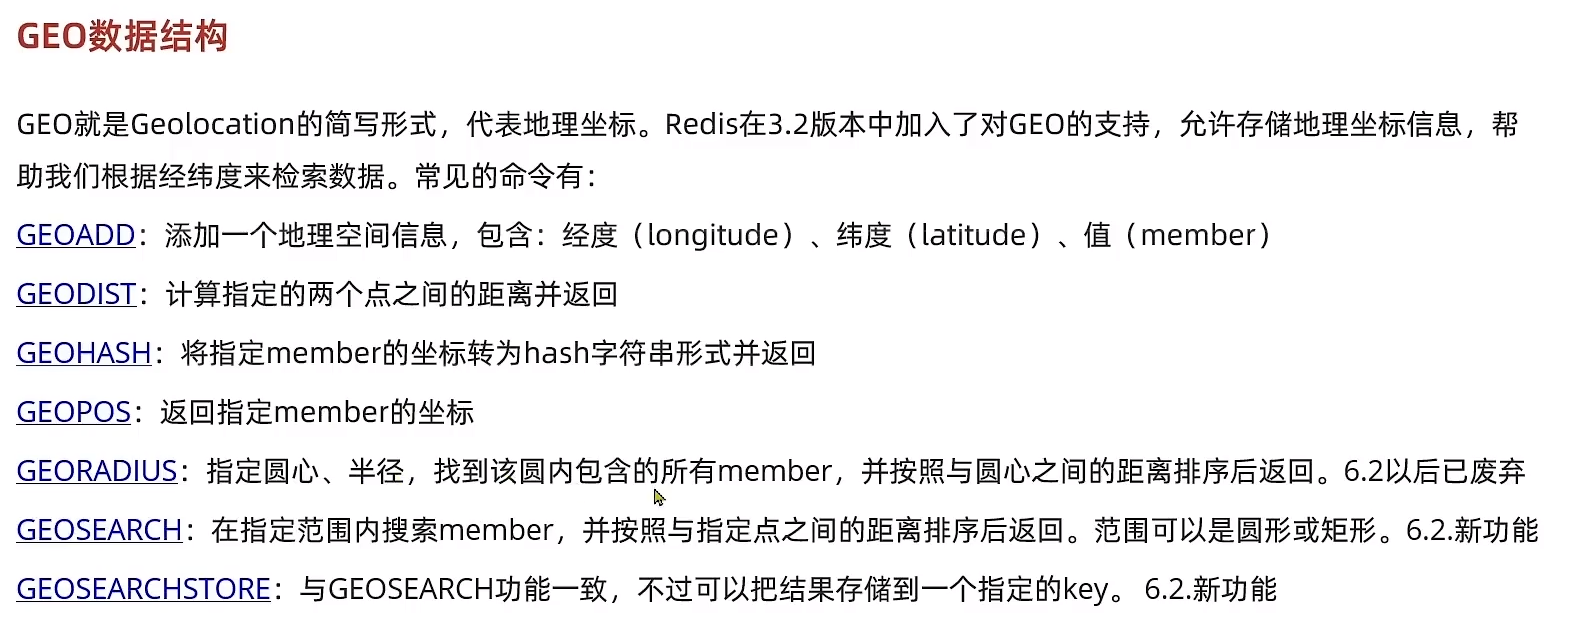 GEO数据结构
GEO就是Geolocation的简写形式，代表地理坐标。Redis在3.2版本中加入了对GEO的支持，允许存储地理坐标信息，帮
助我们根据经纬度来检索数据。常见的命令有：
GEOADD：添加一个地理空间信息，包含：经度（longitude）、纬度（latitude）、值（member）
GEODIST：计算指定的两个点之间的距离并返回
GEOHASH：将指定member的坐标转为hash字符串形式并返回
GEOPOS：返回指定member的坐标
GEORADIUS：指定圆心、半径，找到该圆内包含的所有member，并按照与圆心之间的距离排序后返回。6.2以后已废弃
GEOSEARCH：在指定范围内搜索member，并按照与指定点之间的距离排序后返回。范围可以是圆形或矩形。6.2.新功能
GEOSEARCHSTORE：与GEOSEARCH功能一致，不过可以把结果存储到一个指定的key。 6.2.新功能